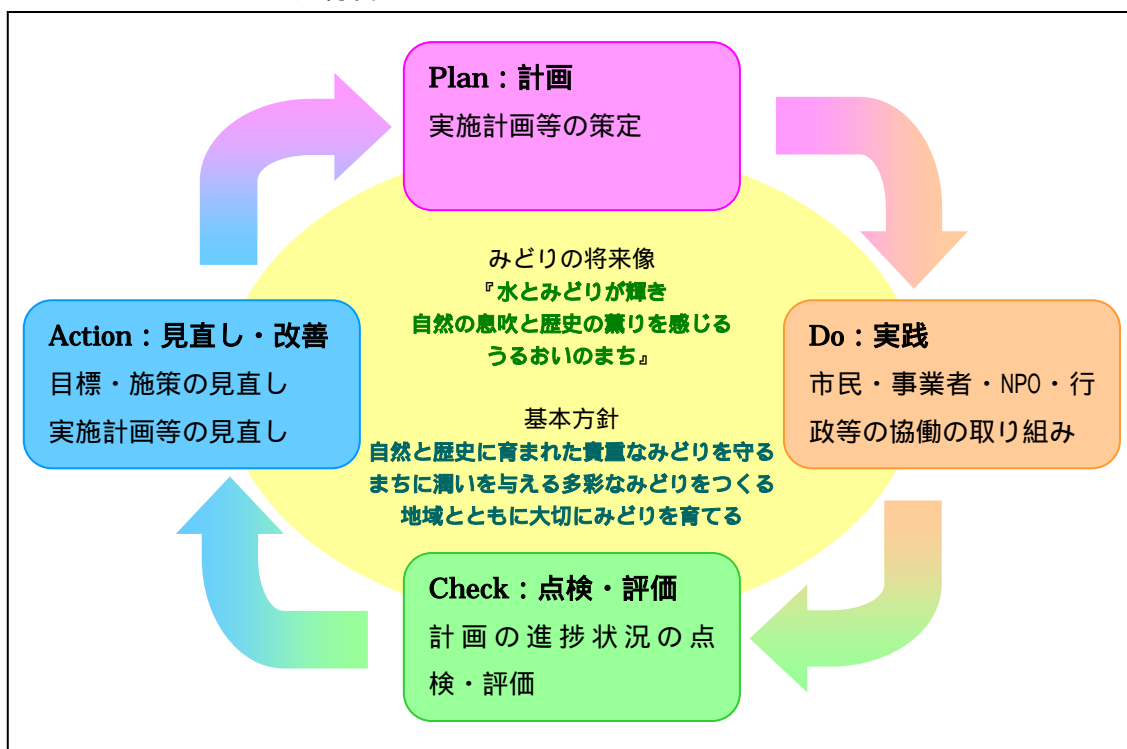 Plan：計画
実施計画等の策定
みどりの将来像
『水とみどりが輝き
自然の息吹と歴史の薫りを感じる
うるおいのまち』
Action：見直し・改善
目標・施策の見直し
実施計画等の見直し
Do：実践
市民・事業者・NPO・行
政等の協働の取り組み
基本方針
自然と歴史に育まれた貴重なみどりを守る
まちに潤いを与える多彩なみどりをつくる
地域とともに大切にみどりを育てる
Check：点検・評価
計画の進捗状況の点
検・評価